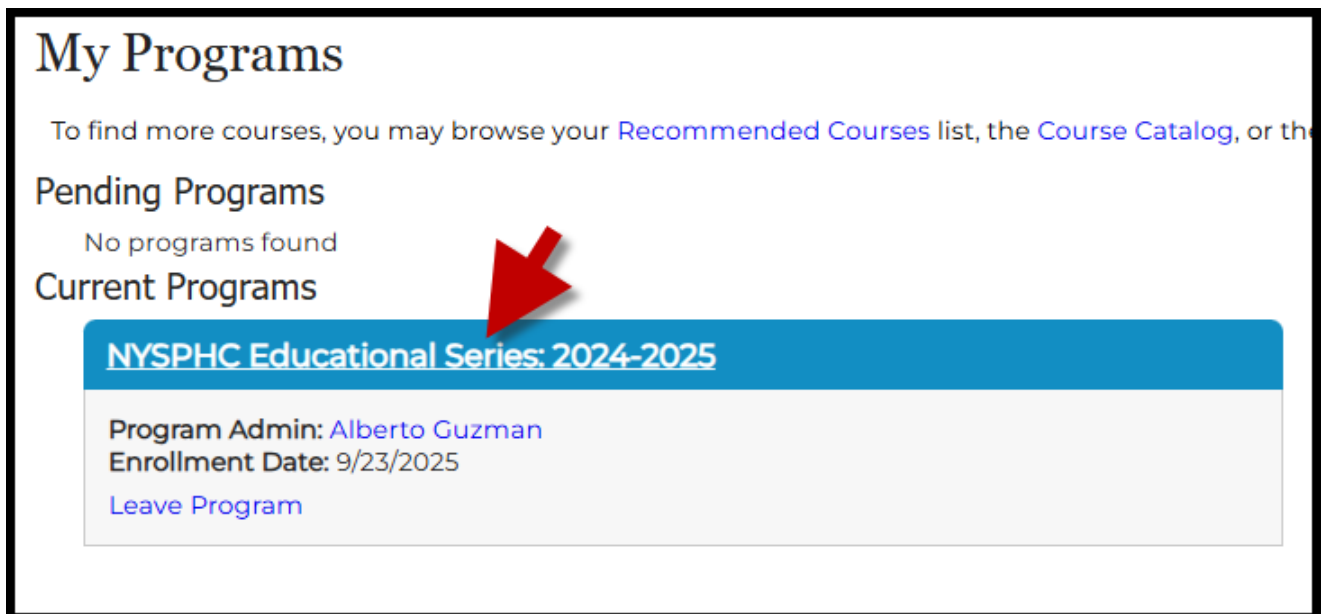 My Programs
To find more courses, you may browse your Recommended Courses list, the Course Catalog, or the
Pending Programs
No programs found
Current Programs
NYSPHC Educational Series: 2024-2025
Program Admin: Alberto Guzman
Enrollment Date: 9/23/2025
Leave Program